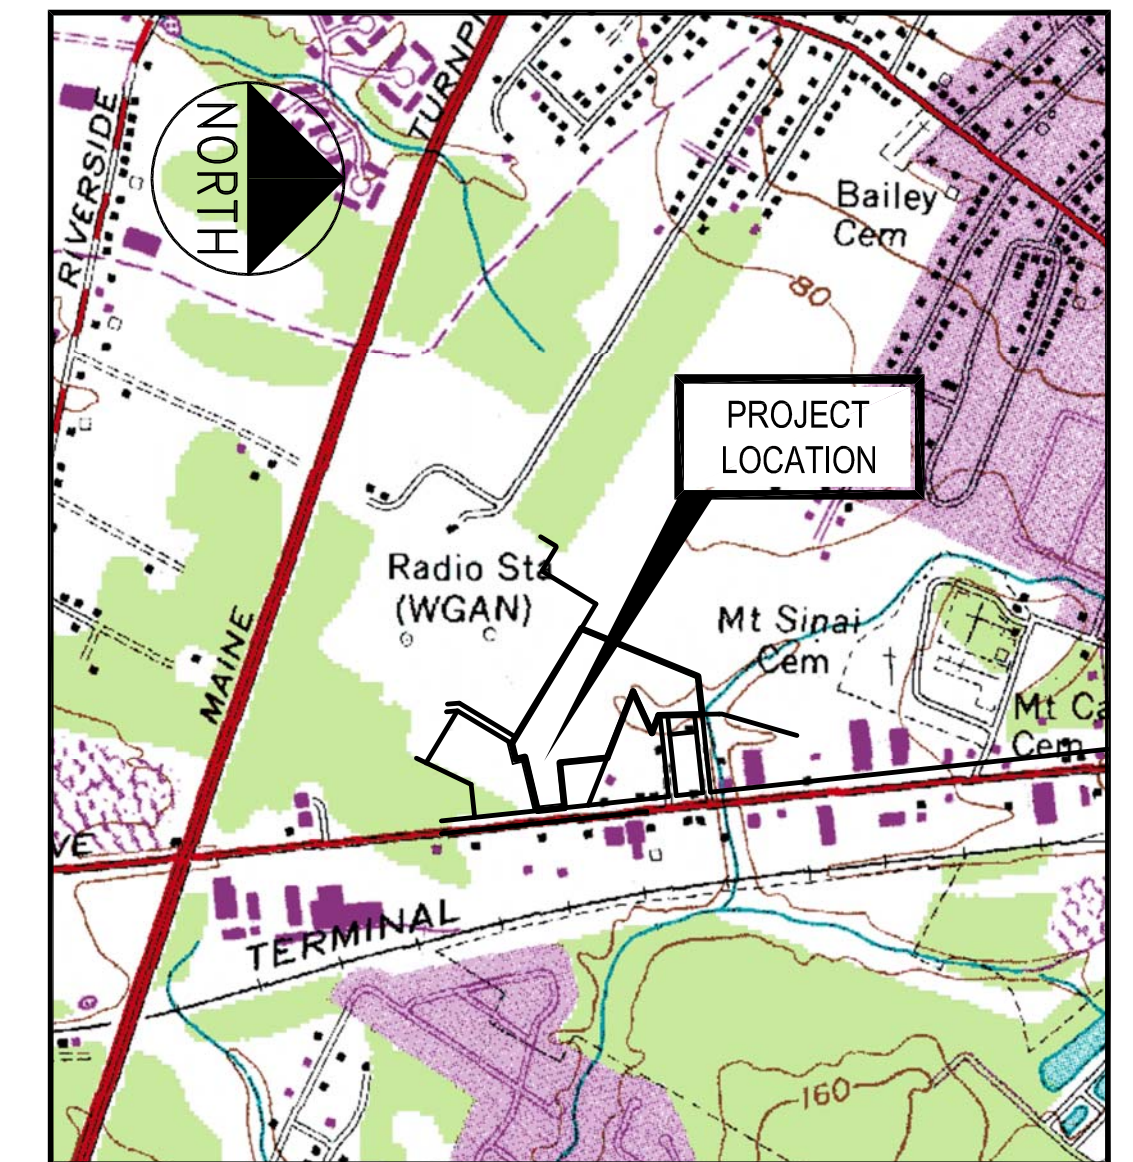 RIVERSIDE
TURNPI
NORTH
Bailey
Cem
80
PROJECT
LOCATION
Radio Sta
(WGAN)
Mt Sinai
Cem
Mt Ca
Cem
MAINE
VE
TERMINAL
160